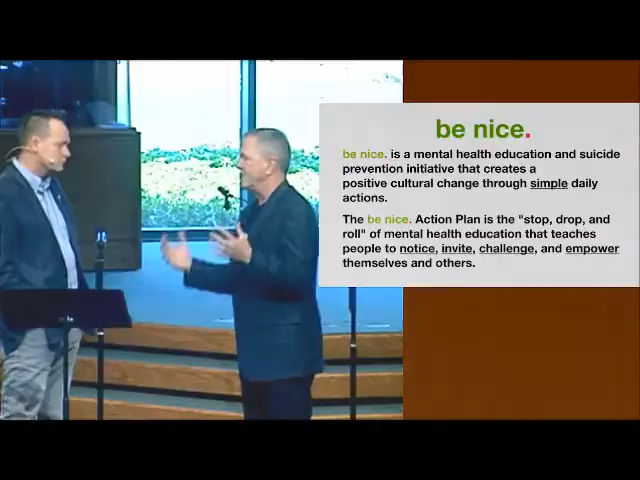 be nice.
be nice. is a mental health education and suicide
prevention initiative that creates a
positive cultural change through simple daily
actions.
The be nice. Action Plan is the "stop, drop, and
roll" of mental health education that teaches
people to notice, invite, challenge, and empower
themselves and others.